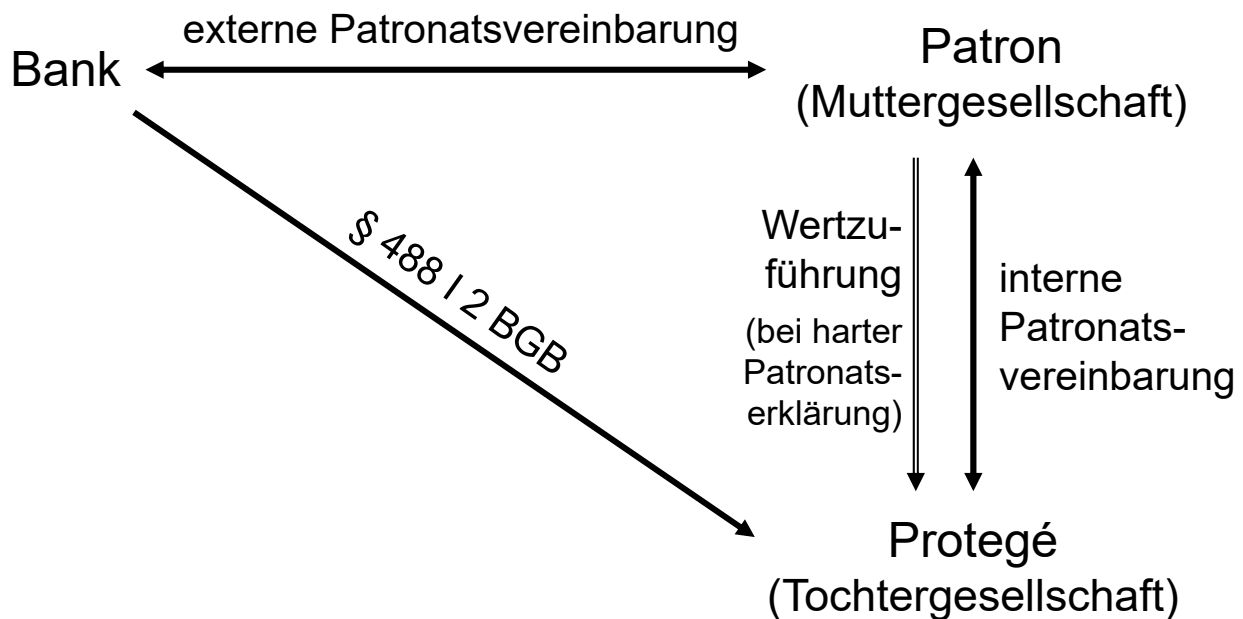 externe Patronatsvereinbarung
Bank
Patron
(Muttergesellschaft)
§ 488 I 2 BGB
Wertzu-
führung
(bei harter
Patronats-
erklärung)
interne
Patronats-
vereinbarung
Protegé
(Tochtergesellschaft)